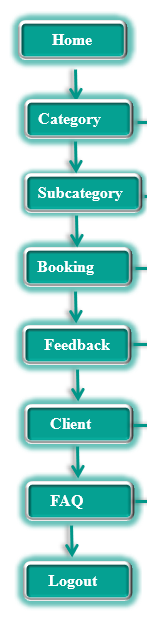 Home
Category
Subcategory
Booking
Feedback
Client
FAQ
Logout